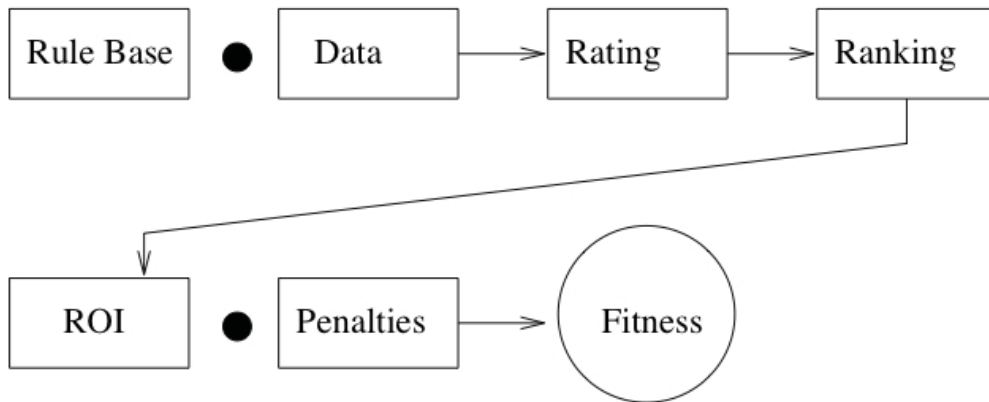 Rule Base
Data
Rating
Ranking
ROI
Penalties
Fitness